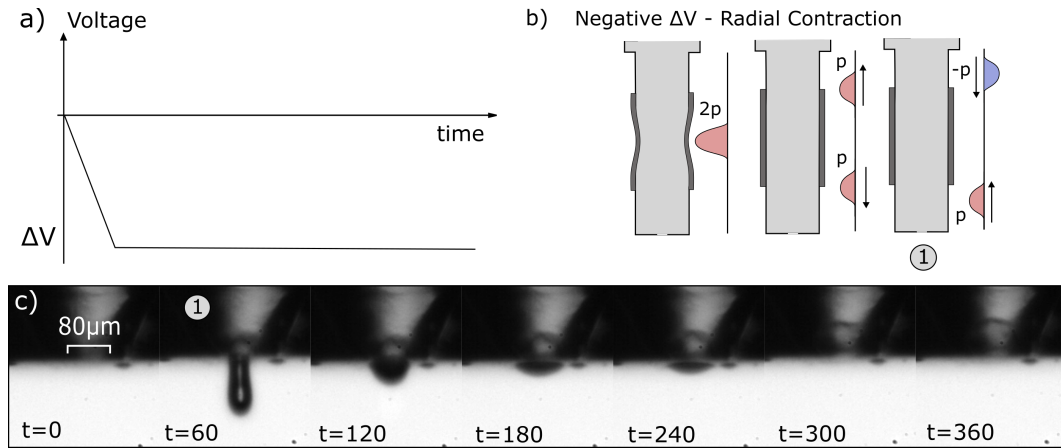 a)
Voltage
time
ΔV
b) Negative ΔV - Radial Contraction
2p
p
p
-p
p
1
c)
1
80μm
t=0
t=60
t=120
t=180
t=240
t=300
t=360